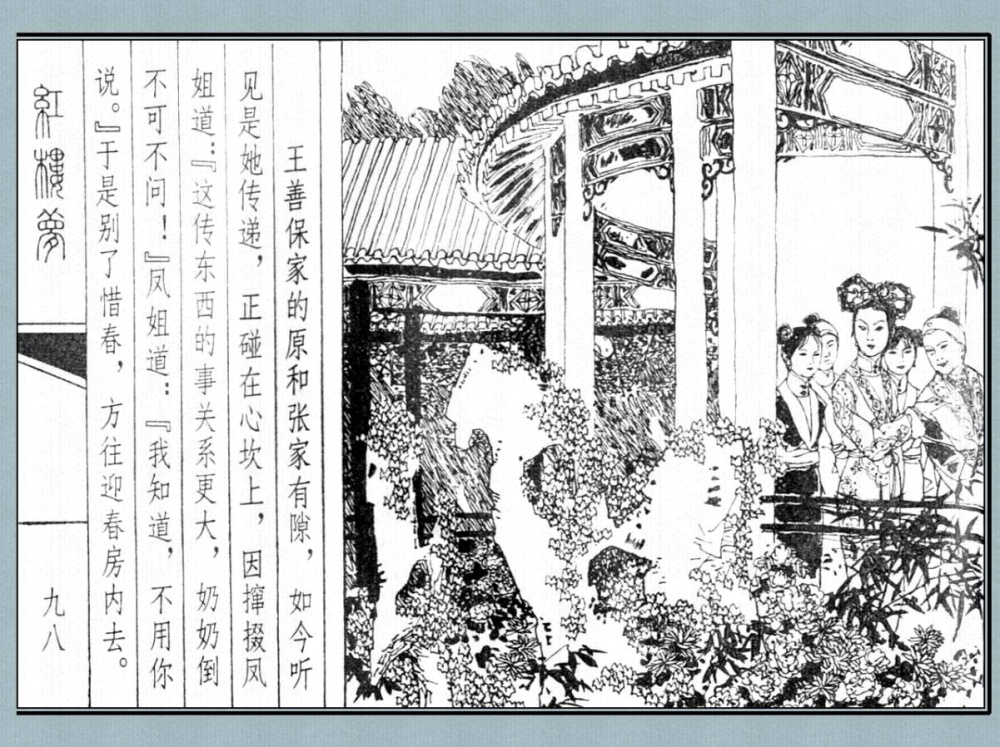 王善保家的原和张家有隙，如今听
见是她传递，正碰在心坎上，因撺掇凤
姐道：『这传东西的事关系更大，奶奶倒
不可不问！』凤姐道：『我知道，不用你
说。』于是别了惜春，方往迎春房内去。
紅樓夢
九八